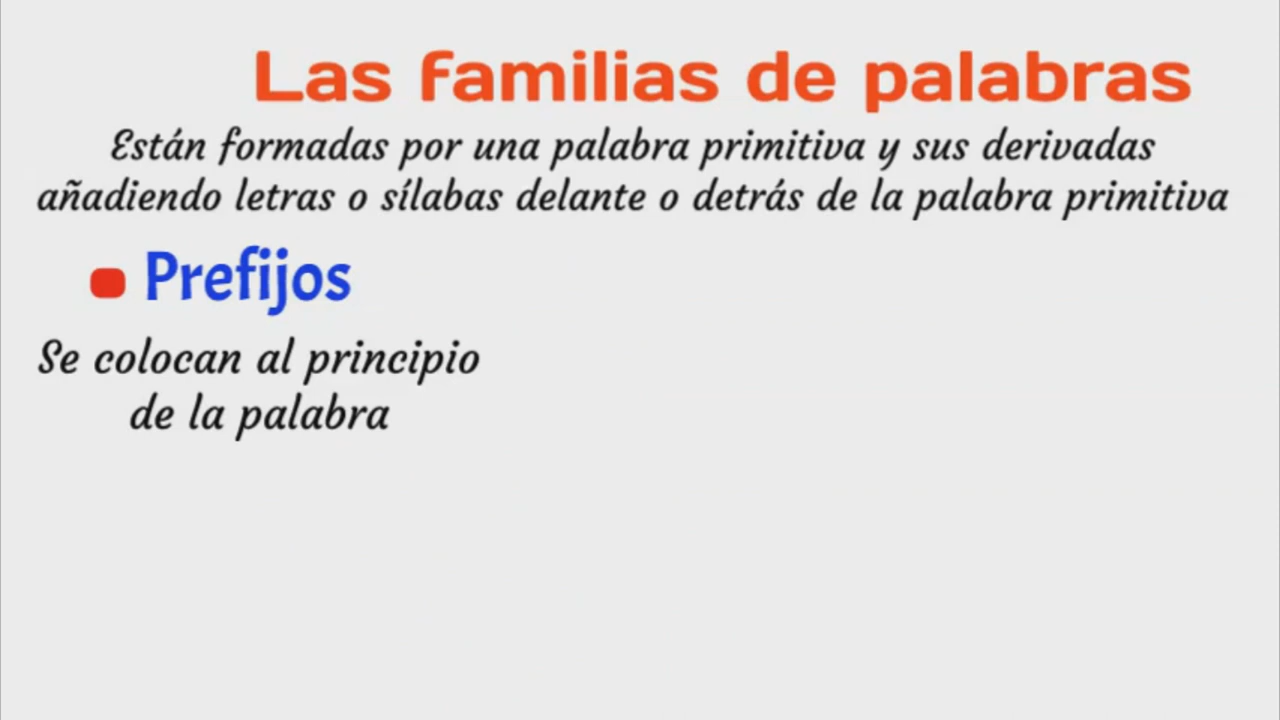 Las familias de palabras
Están formadas por una palabra primitiva y sus derivadas
añadiendo letras o sílabas delante o detrás de la palabra primitiva
Prefijos
Se colocan al principio
de la palabra